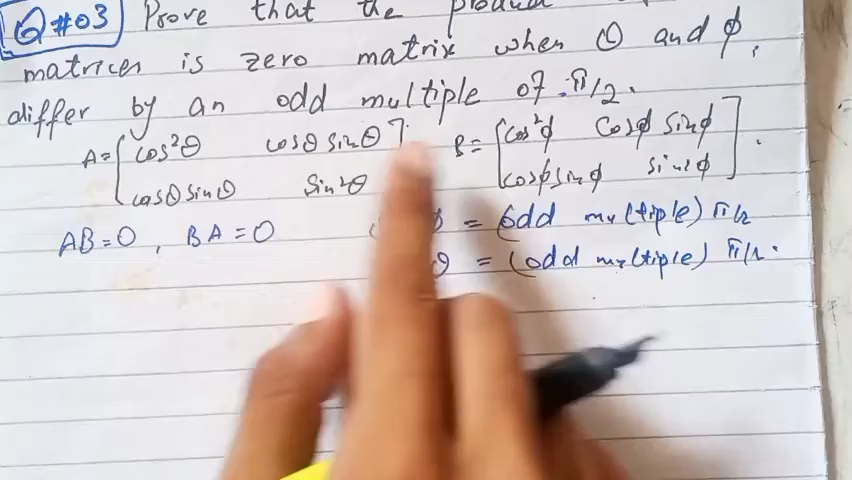 Q#03 Prove that the product
matrices is zero matrix when θ and φ,
differ by an odd multiple of π/2.
A=[cos²θ cosθ sinθ] B=[cos²φ cosφ sinφ].
[cosθ sinθ sin²θ [cosφ sinφ sin²φ]
AB=0, BA=0 φ = (odd multiple) π/2
θ = (odd multiple) π/2.